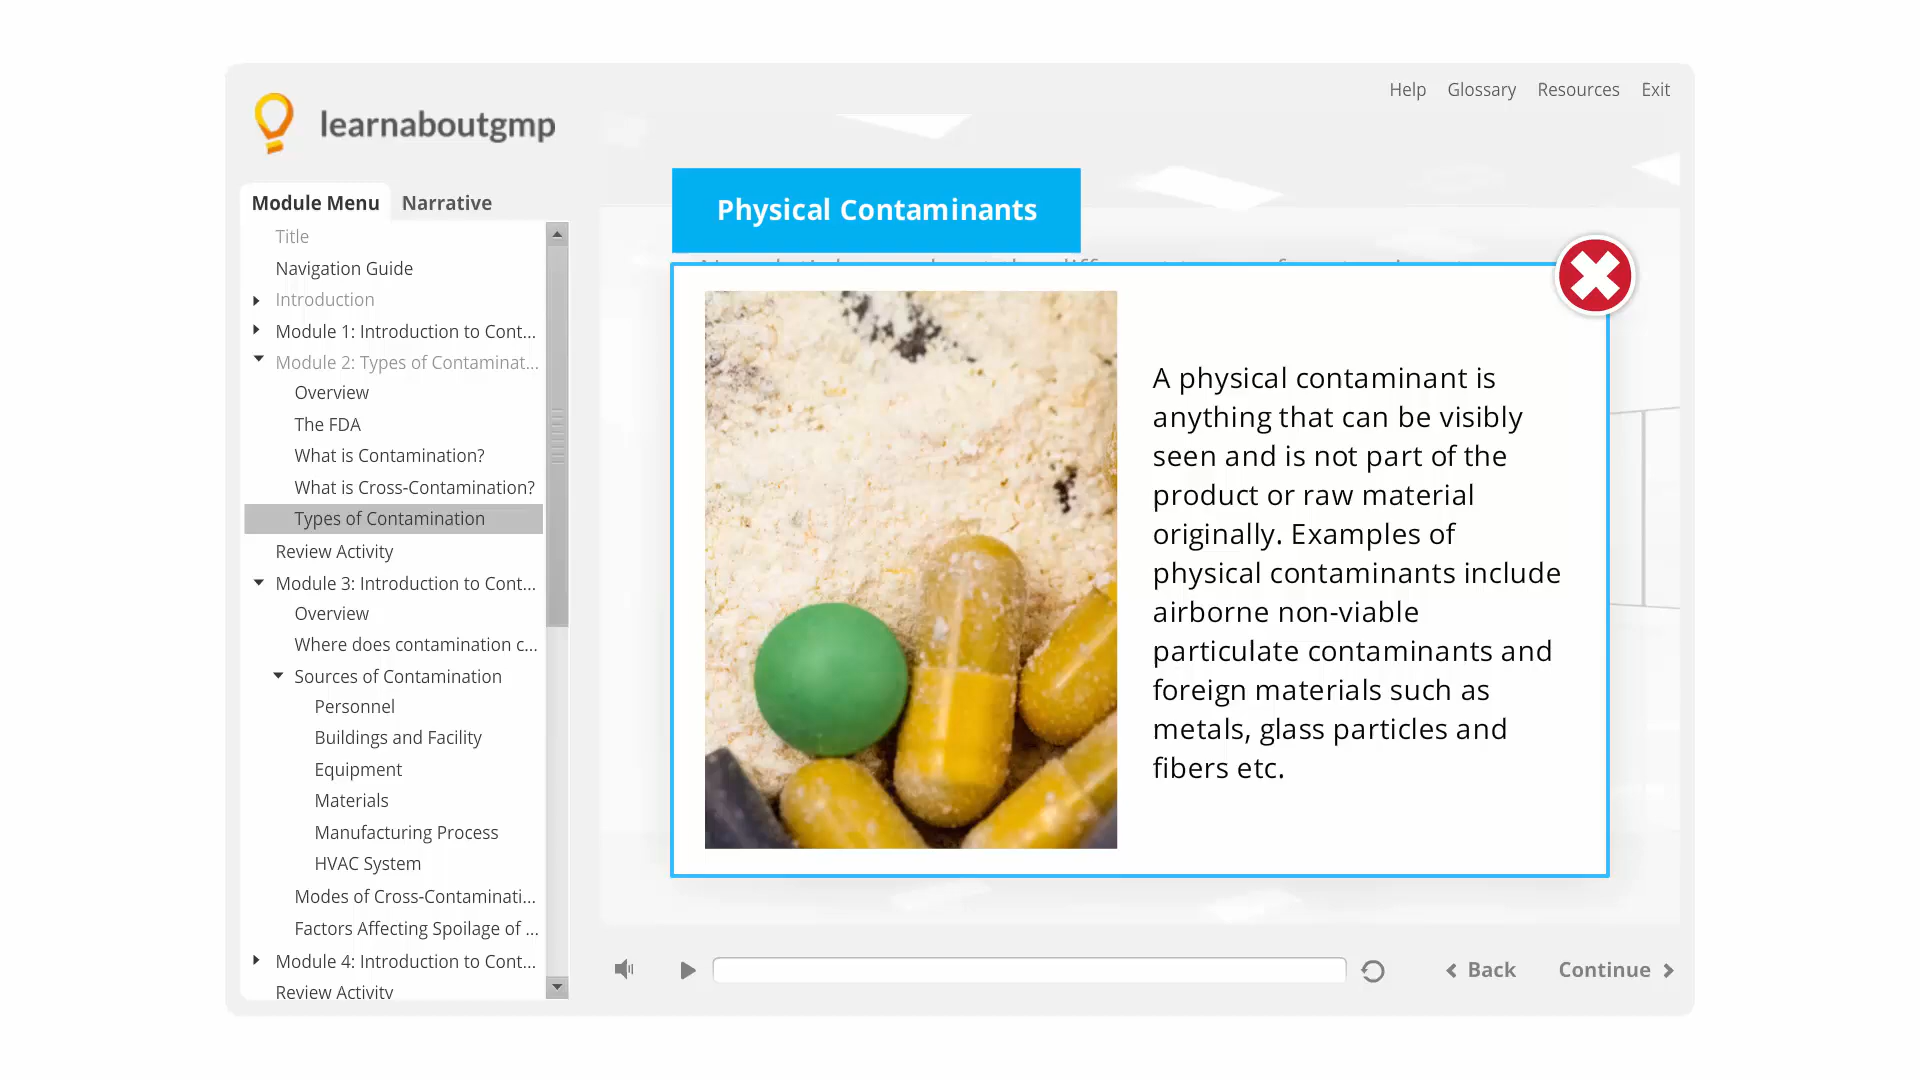 learnaboutgmp
Help Glossary Resources Exit
Module Menu Narrative
Title
Navigation Guide
Introduction
Module 1: Introduction to Cont...
Module 2: Types of Contaminat...
Overview
The FDA
What is Contamination?
What is Cross-Contamination?
Types of Contamination
Review Activity
Module 3: Introduction to Cont...
Overview
Where does contamination c...
Sources of Contamination
Personnel
Buildings and Facility
Equipment
Materials
Manufacturing Process
HVAC System
Modes of Cross-Contaminati...
Factors Affecting Spoilage of ...
Module 4: Introduction to Cont...
Review Activity
Physical Contaminants
A physical contaminant is
anything that can be visibly
seen and is not part of the
product or raw material
originally. Examples of
physical contaminants include
airborne non-viable
particulate contaminants and
foreign materials such as
metals, glass particles and
fibers etc.
Back Continue